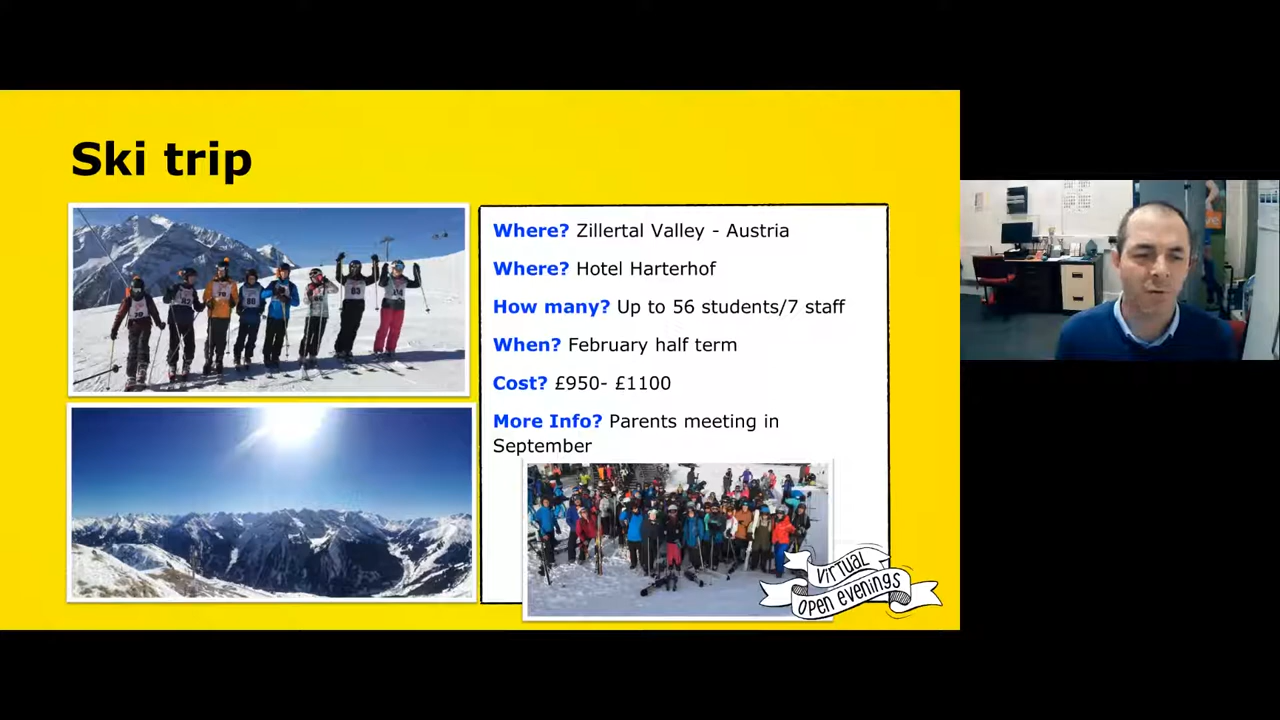 Ski trip
Where? Zillertal Valley - Austria
Where? Hotel Harterhof
How many? Up to 56 students/7 staff
When? February half term
Cost? £950- £1100
More Info? Parents meeting in
September
VIRTUAL
OPEN EVENINGS